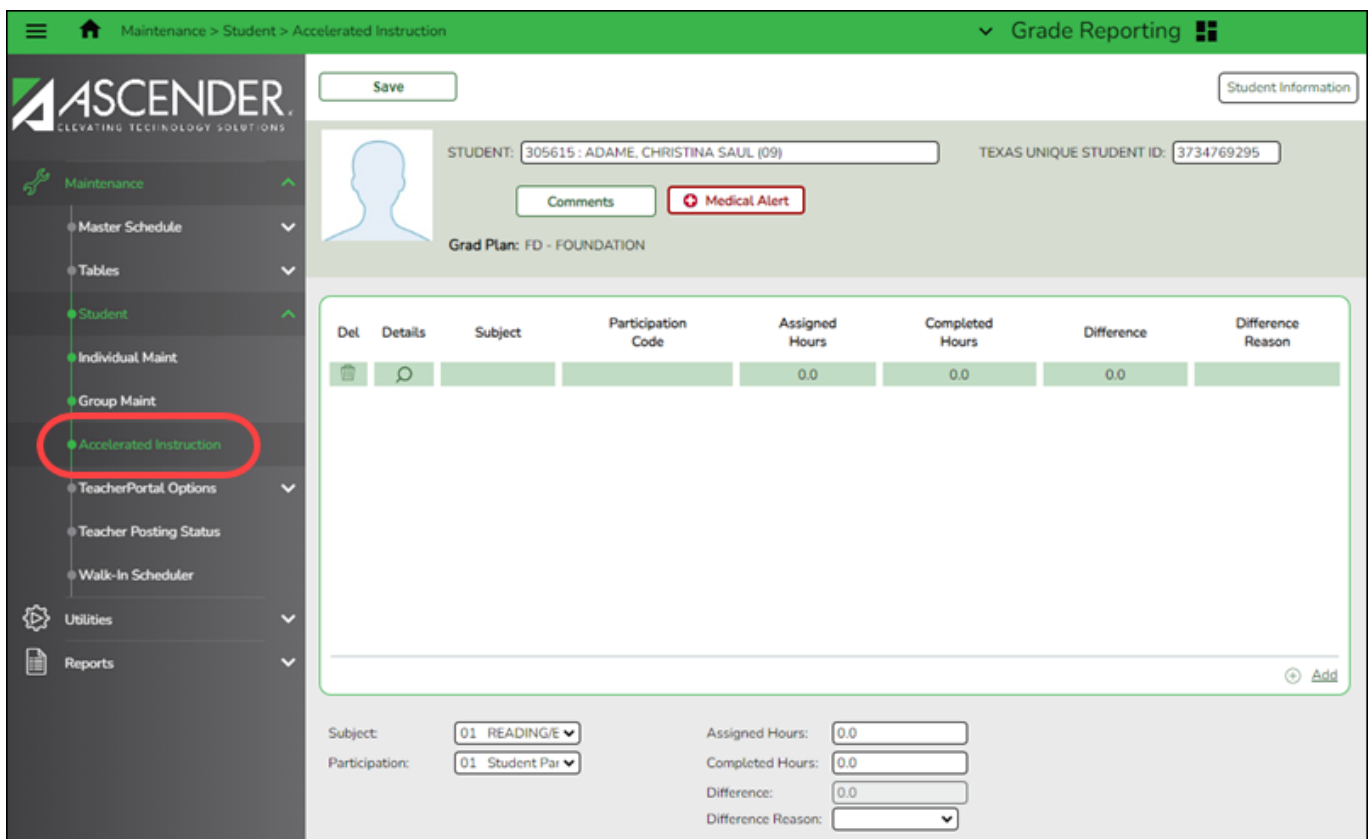 Maintenance > Student > Accelerated Instruction
Grade Reporting
ASCENDER.
ELEVATING TECHNOLOGY SOLUTIONS
Save
Student Information
STUDENT: 305615 : ADAME, CHRISTINA SAUL (09)
TEXAS UNIQUE STUDENT ID: 3734769295
Comments
Medical Alert
Grad Plan: FD - FOUNDATION
Maintenance
Master Schedule
Tables
Student
Individual Maint
Group Maint
Accelerated Instruction
TeacherPortal Options
Teacher Posting Status
Walk-In Scheduler
Utilities
Reports
Del Details Subject Participation Code Assigned Hours Completed Hours Difference Difference Reason
0.0 0.0 0.0
Add
Subject: 01 READING/E
Participation: 01 Student Par
Assigned Hours: 0.0
Completed Hours: 0.0
Difference: 0.0
Difference Reason: